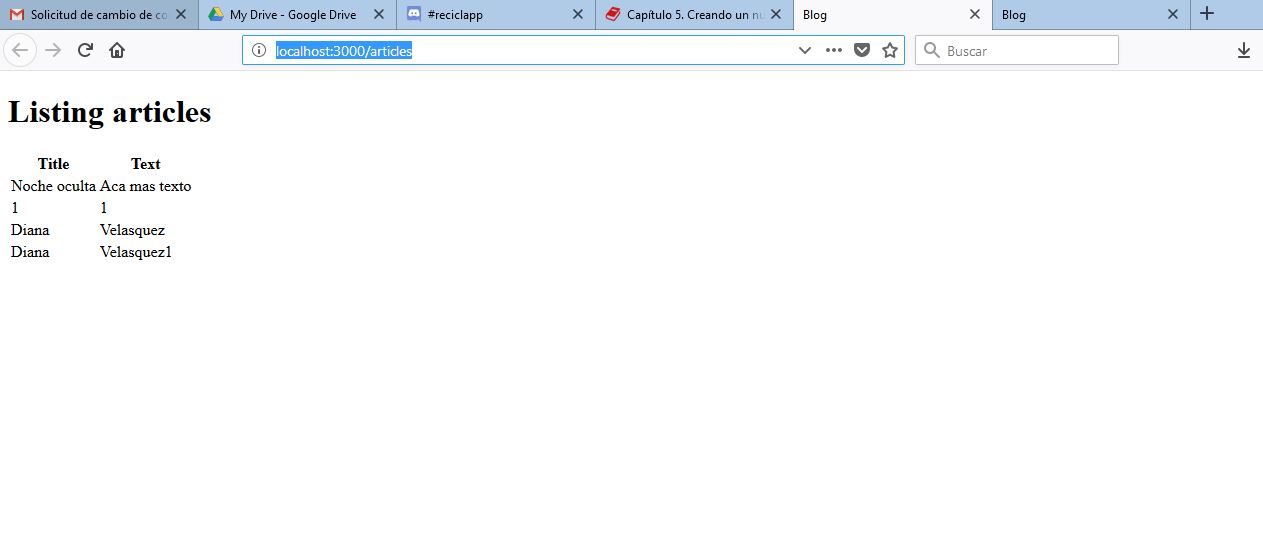 Solicitud de cambio de co
My Drive - Google Drive
#reciclapp
Capítulo 5. Creando un nu
Blog
Blog
localhost:3000/articles
Buscar
Listing articles
Title Text
Noche oculta Aca mas texto
1 1
Diana Velasquez
Diana Velasquez1